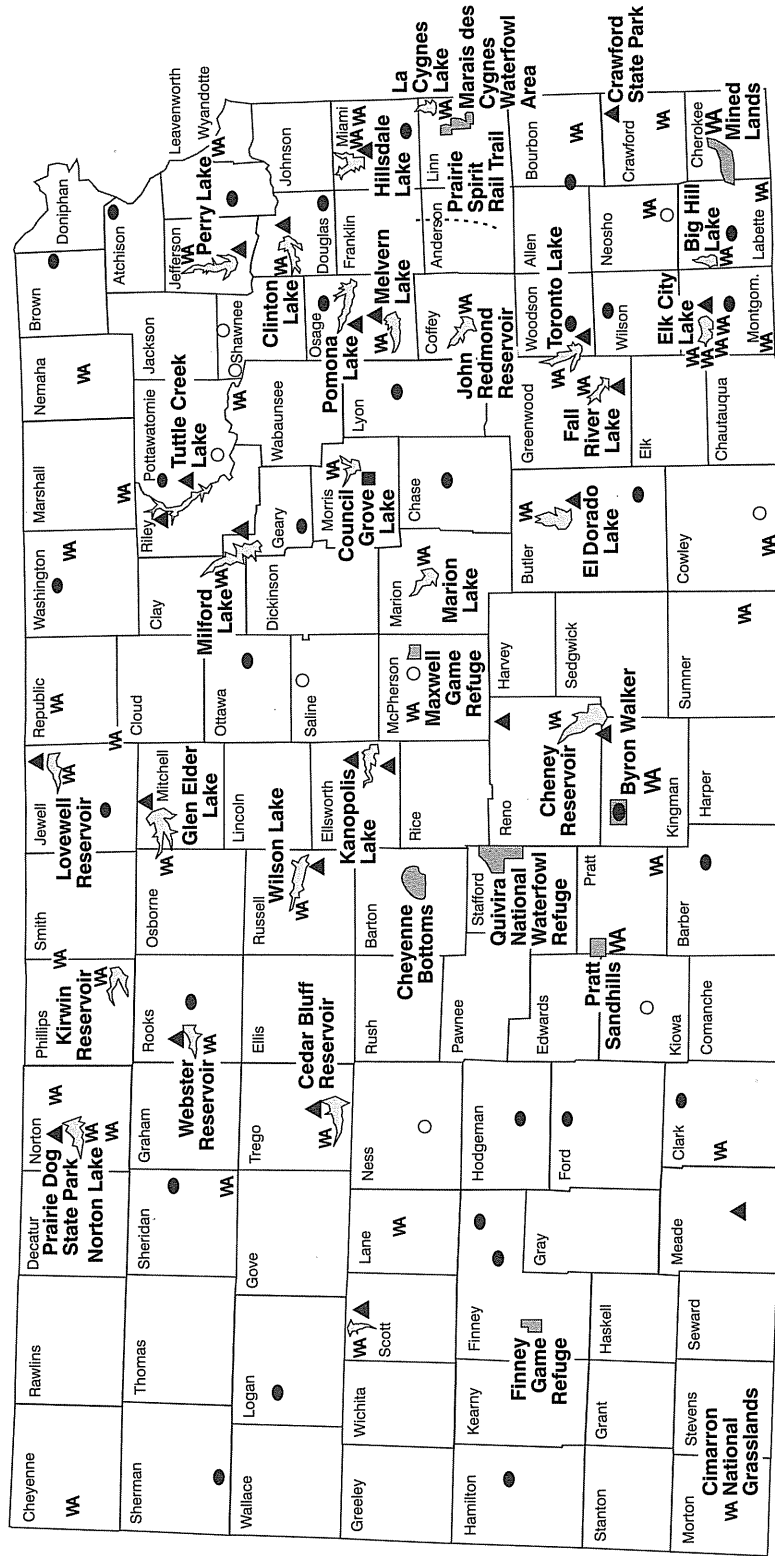 Cheyenne
WA
Rawlins
Decatur
Norton
WA
Prairie Dog
State Park
Norton Lake
WA
WA
Phillips
WA
Kirwin
Reservoir
WA
Smith
Jewell
Lovewell
Reservoir
WA
Republic
WA
WA
Washington
WA
Marshall
WA
Nemaha
WA
Brown
Doniphan
Sherman
Thomas
Sheridan
WA
Graham
Rooks
Webster
Reservoir
WA
Osborne
WA
Mitchell
Glen Elder
Lake
Cloud
Clay
Riley
Pottawatomie
Tuttle Creek
Lake
Jackson
Atchison
Jefferson
WA
Perry Lake
Leavenworth
Wyandotte
WA
Wallace
Logan
Gove
Trego
Cedar Bluff
Reservoir
WA
Ellis
Russell
Wilson Lake
WA
Lincoln
Ottawa
Saline
Milford
Lake
WA
Dickinson
Geary
Wabaunsee
WA
Shawnee
Clinton
Lake
WA
Douglas
Johnson
Greeley
Wichita
Scott
WA
Lane
WA
Ness
Rush
Barton
Cheyenne
Bottoms
Ellsworth
Kanopolis
Lake
Rice
McPherson
WA
Maxwell
Game
Refuge
Marion
WA
Marion
Lake
Morris
WA
Council
Grove
Lake
Chase
Lyon
Osage
Pomona
Lake
Melvern
Lake
WA
Franklin
Miami
WA
WA
Hillsdale
Lake
La
Cygnes
Lake
Marais des
Cygnes
Waterfowl
Area
WA
Linn
Prairie
Spirit
Rail Trail
Anderson
Coffey
WA
John
Redmond
Reservoir
Hamilton
Kearny
Finney
Finney
Game
Refuge
Hodgeman
Pawnee
Edwards
Stafford
Quivira
National
Waterfowl
Refuge
Reno
Cheney
Reservoir
WA
Harvey
Sedgwick
Butler
WA
El Dorado
Lake
Greenwood
WA
Fall
River
Lake
WA
Woodson
Toronto Lake
Allen
Bourbon
WA
Stanton
Grant
Haskell
Gray
Ford
Kiowa
Pratt
Sandhills
WA
Pratt
WA
Kingman
Byron Walker
WA
Elk
Wilson
Neosho
WA
Crawford
WA
Crawford
State Park
Morton
WA
Cimarron
National
Grasslands
Stevens
Seward
Meade
Clark
WA
Comanche
Barber
Harper
Sumner
WA
Cowley
WA
Chautauqua
Elk City
Lake
WA
WA
WA
WA
Montgom.
WA
Big Hill
Lake
WA
Labette
WA
Cherokee
WA
Mined
Lands